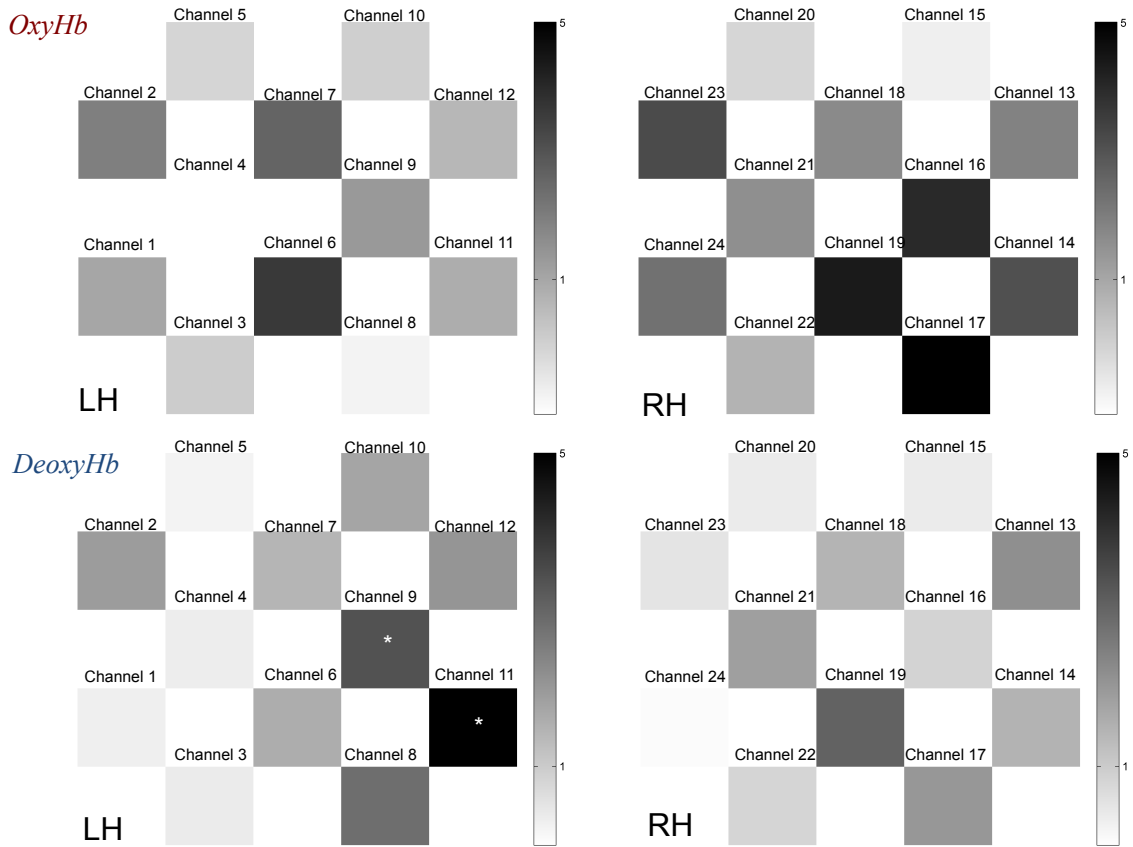 OxyHb
Channel 5
Channel 10
Channel 20
Channel 15
5
5
Channel 2
Channel 7
Channel 12
Channel 23
Channel 18
Channel 13
Channel 4
Channel 9
Channel 21
Channel 16
Channel 1
Channel 6
Channel 11
Channel 24
Channel 19
Channel 14
1
1
Channel 3
Channel 8
Channel 22
Channel 17
LH
RH
DeoxyHb
Channel 5
Channel 10
Channel 20
Channel 15
5
5
Channel 2
Channel 7
Channel 12
Channel 23
Channel 18
Channel 13
Channel 4
Channel 9
Channel 21
Channel 16
*
Channel 1
Channel 6
Channel 11
Channel 24
Channel 19
Channel 14
*
Channel 3
Channel 8
Channel 22
Channel 17
1
1
LH
RH